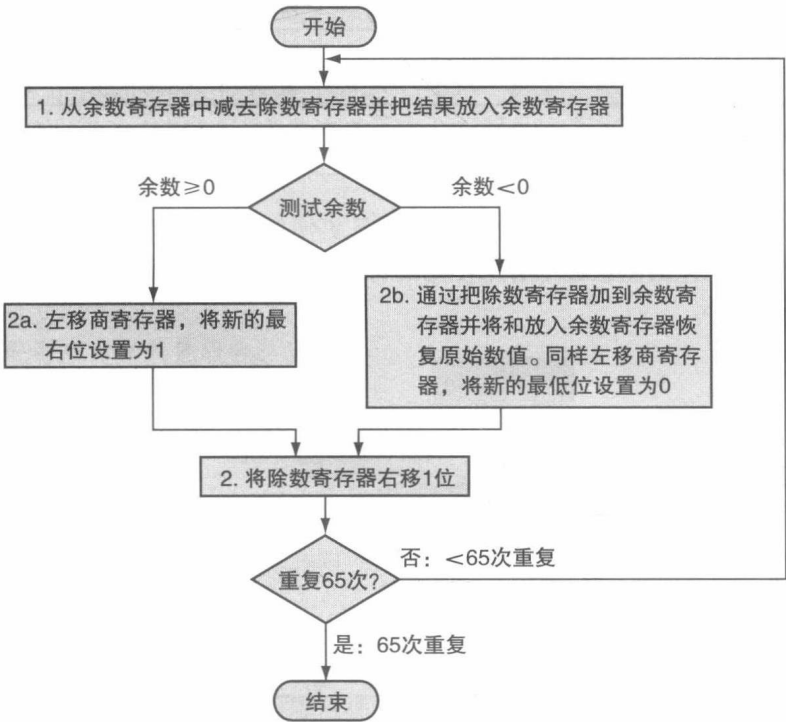 开始
1. 从余数寄存器中减去除数寄存器并把结果放入余数寄存器
余数≥0
余数<0
测试余数
2a. 左移商寄存器，将新的最
右位设置为1
2b. 通过把除数寄存器加到余数寄
存器并将和放入余数寄存器恢
复原始数值。同样左移商寄存
器，将新的最低位设置为0
2. 将除数寄存器右移1位
重复65次?
否：<65次重复
是：65次重复
结束